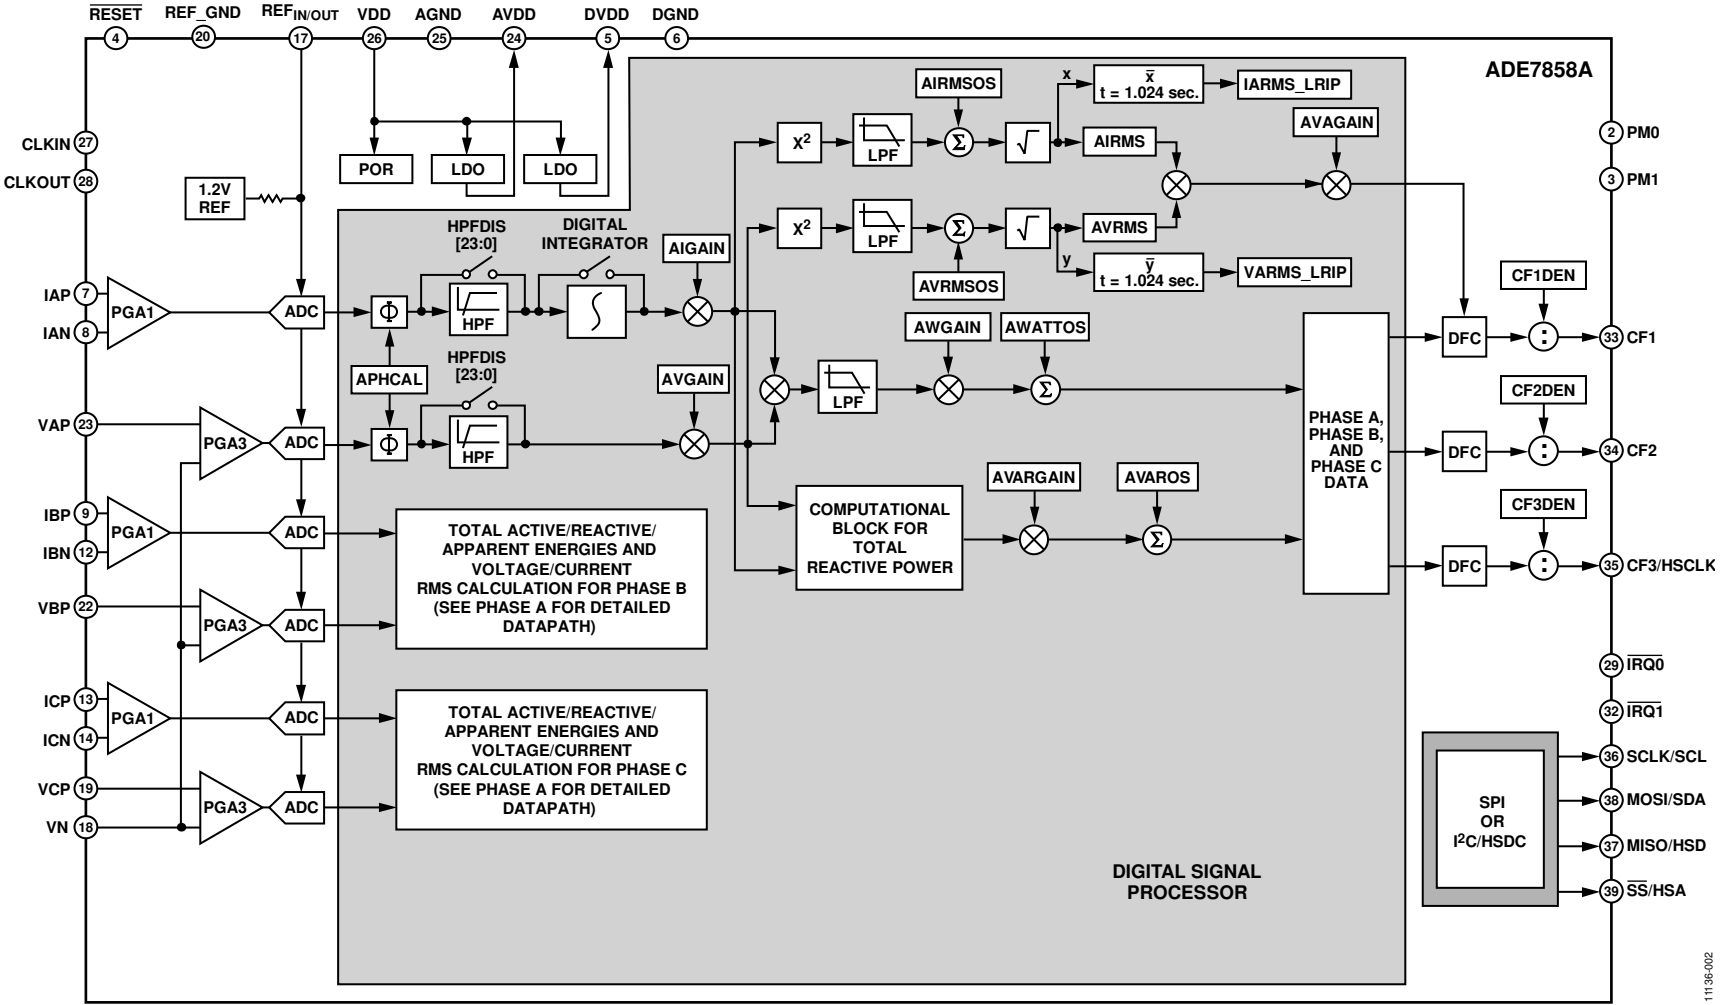 RESET
REF_GND
REFIN/OUT
VDD
AGND
AVDD
DVDD
DGND
4
20
17
26
25
24
5
6
ADE7858A
CLKIN 27
CLKOUT 28
1.2V
REF
POR
LDO
LDO
AIRMSOS
X2
LPF
Σ
√
x
x
t = 1.024 sec.
IARMS_LRIP
AIRMS
AVAGAIN
2 PM0
3 PM1
HPFDIS
[23:0]
DIGITAL
INTEGRATOR
AIGAIN
X2
LPF
Σ
√
AVRMS
AVRMSOS
y
y
t = 1.024 sec.
VARMS_LRIP
IAP 7
IAN 8
PGA1
ADC
Φ
HPF
∫
APHCAL
HPFDIS
[23:0]
AVGAIN
LPF
AWGAIN
AWATTOS
Σ
PHASE A,
PHASE B,
AND
PHASE C
DATA
CF1DEN
DFC
:
33 CF1
CF2DEN
DFC
:
34 CF2
CF3DEN
DFC
:
35 CF3/HSCLK
VAP 23
PGA3
ADC
Φ
HPF
COMPUTATIONAL
BLOCK FOR
TOTAL
REACTIVE POWER
AVARGAIN
AVAROS
Σ
IBP 9
IBN 12
PGA1
ADC
VBP 22
PGA3
ADC
TOTAL ACTIVE/REACTIVE/
APPARENT ENERGIES AND
VOLTAGE/CURRENT
RMS CALCULATION FOR PHASE B
(SEE PHASE A FOR DETAILED
DATAPATH)
ICP 13
ICN 14
PGA1
ADC
VCP 19
VN 18
PGA3
ADC
TOTAL ACTIVE/REACTIVE/
APPARENT ENERGIES AND
VOLTAGE/CURRENT
RMS CALCULATION FOR PHASE C
(SEE PHASE A FOR DETAILED
DATAPATH)
DIGITAL SIGNAL
PROCESSOR
29 IRQ0
32 IRQ1
SPI
OR
I2C/HSDC
36 SCLK/SCL
38 MOSI/SDA
37 MISO/HSD
39 SS/HSA
11136-002